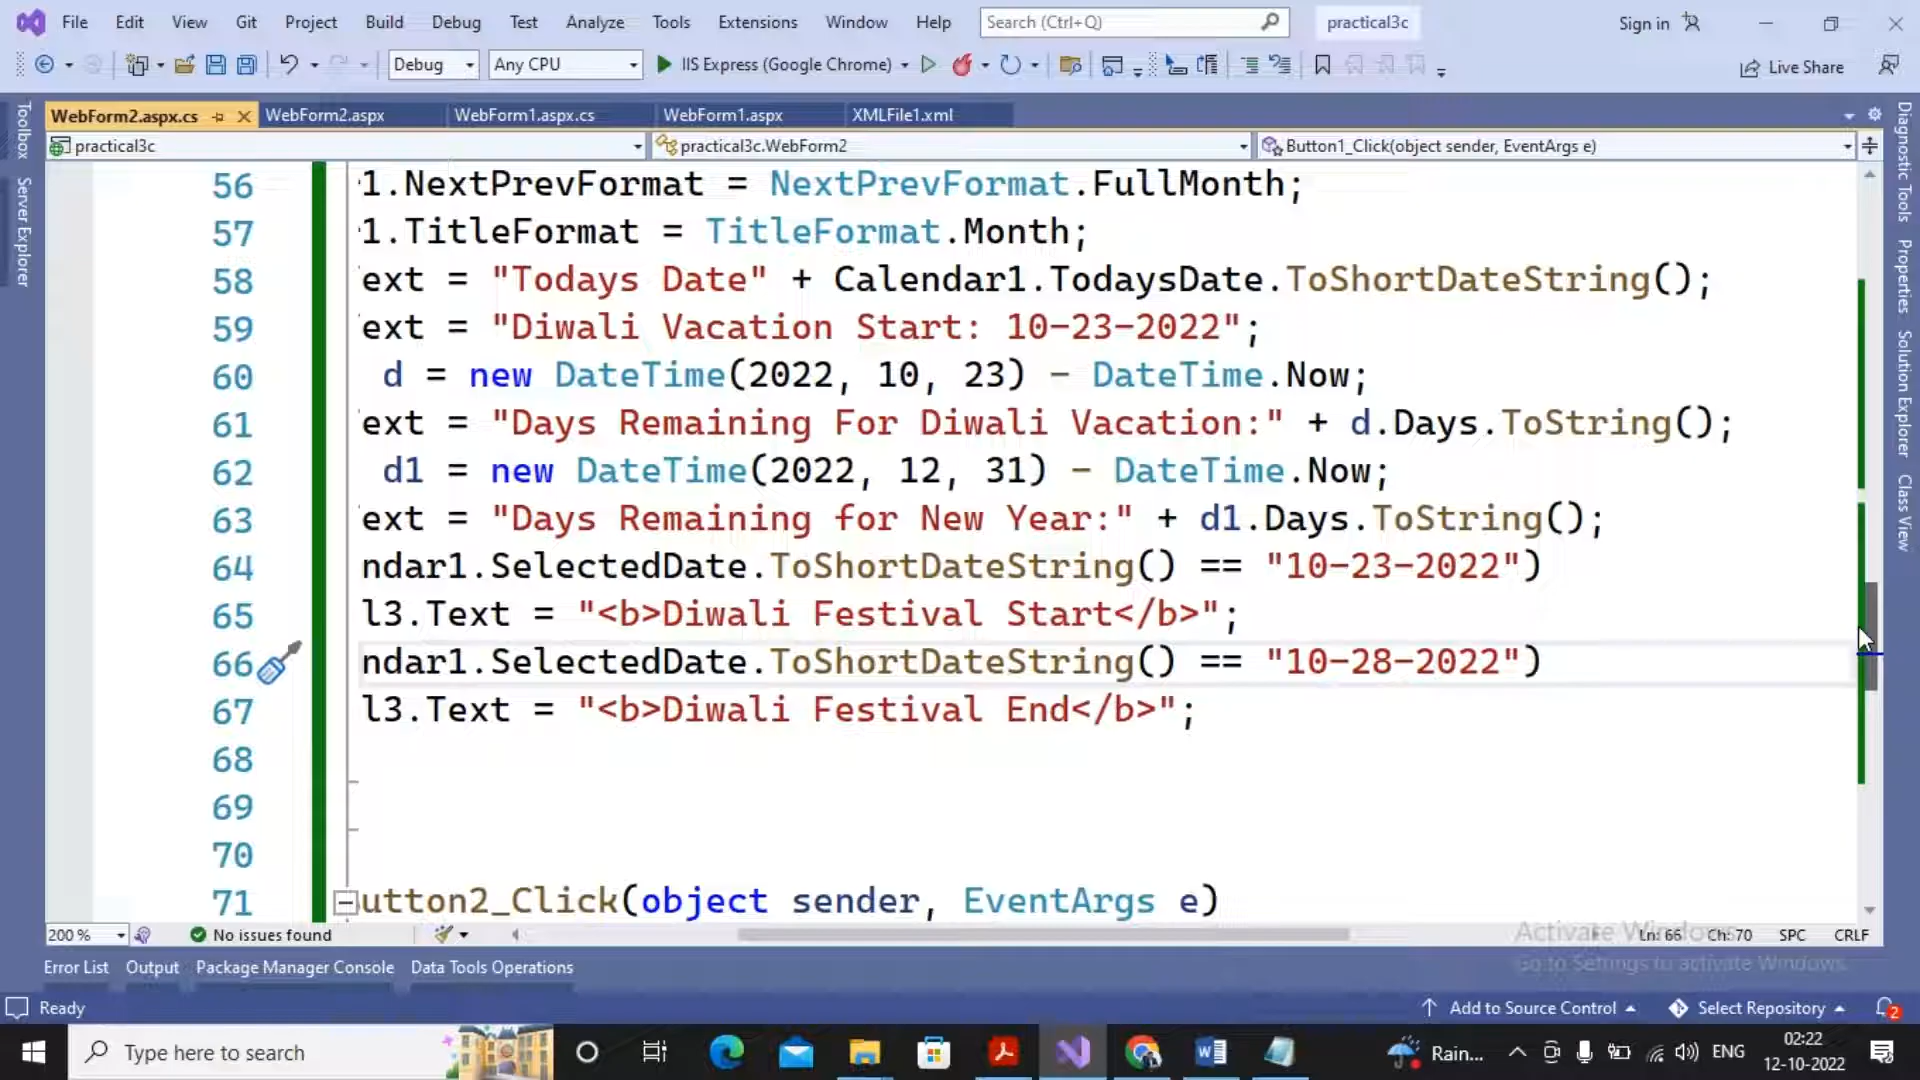 File Edit View Git Project Build Debug Test Analyze Tools Extensions Window Help Search (Ctrl+Q) practical3c Sign in
Debug Any CPU IIS Express (Google Chrome) Live Share
WebForm2.aspx.cs WebForm2.aspx WebForm1.aspx.cs WebForm1.aspx XMLFile1.xml
practical3c practical3c.WebForm2 Button1_Click(object sender, EventArgs e)
Toolbox
Server Explorer
56 1.NextPrevFormat = NextPrevFormat.FullMonth;
57 1.TitleFormat = TitleFormat.Month;
58 ext = "Todays Date" + Calendar1.TodaysDate.ToShortDateString();
59 ext = "Diwali Vacation Start: 10-23-2022";
60 d = new DateTime(2022, 10, 23) - DateTime.Now;
61 ext = "Days Remaining For Diwali Vacation:" + d.Days.ToString();
62 d1 = new DateTime(2022, 12, 31) - DateTime.Now;
63 ext = "Days Remaining for New Year:" + d1.Days.ToString();
64 ndar1.SelectedDate.ToShortDateString() == "10-23-2022")
65 l3.Text = "<b>Diwali Festival Start</b>";
66 ndar1.SelectedDate.ToShortDateString() == "10-28-2022")
67 l3.Text = "<b>Diwali Festival End</b>";
68
69
70
71 utton2_Click(object sender, EventArgs e)
Diagnostic Tools
Properties
Solution Explorer
Class View
200 % No issues found Ln: 66 Ch: 70 SPC CRLF
Activate Windows
Go to Settings to activate Windows.
Error List Output Package Manager Console Data Tools Operations
Ready Add to Source Control Select Repository 2
Type here to search Rain... ENG 02:22
12-10-2022